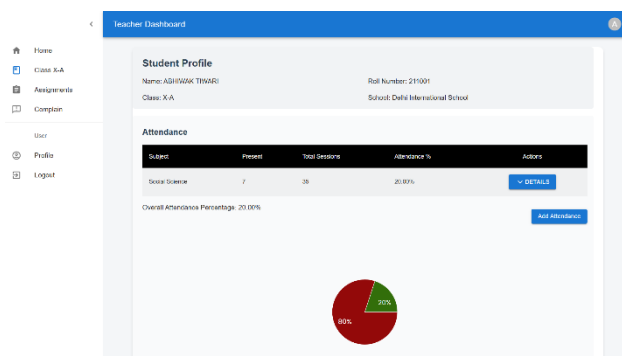 Teacher Dashboard
A
Home
Class X-A
Assignments
Complain
User
Profile
Logout
Student Profile
Name: ABHIWAK TIWARI Roll Number: 211001
Class: X-A School: Delhi International School
Attendance
Subject Present Total Sessions Attendance % Actions
Social Science 7 35 20.00% DETAILS
Overall Attendance Percentage: 20.00%
Add Attendance
20%
80%